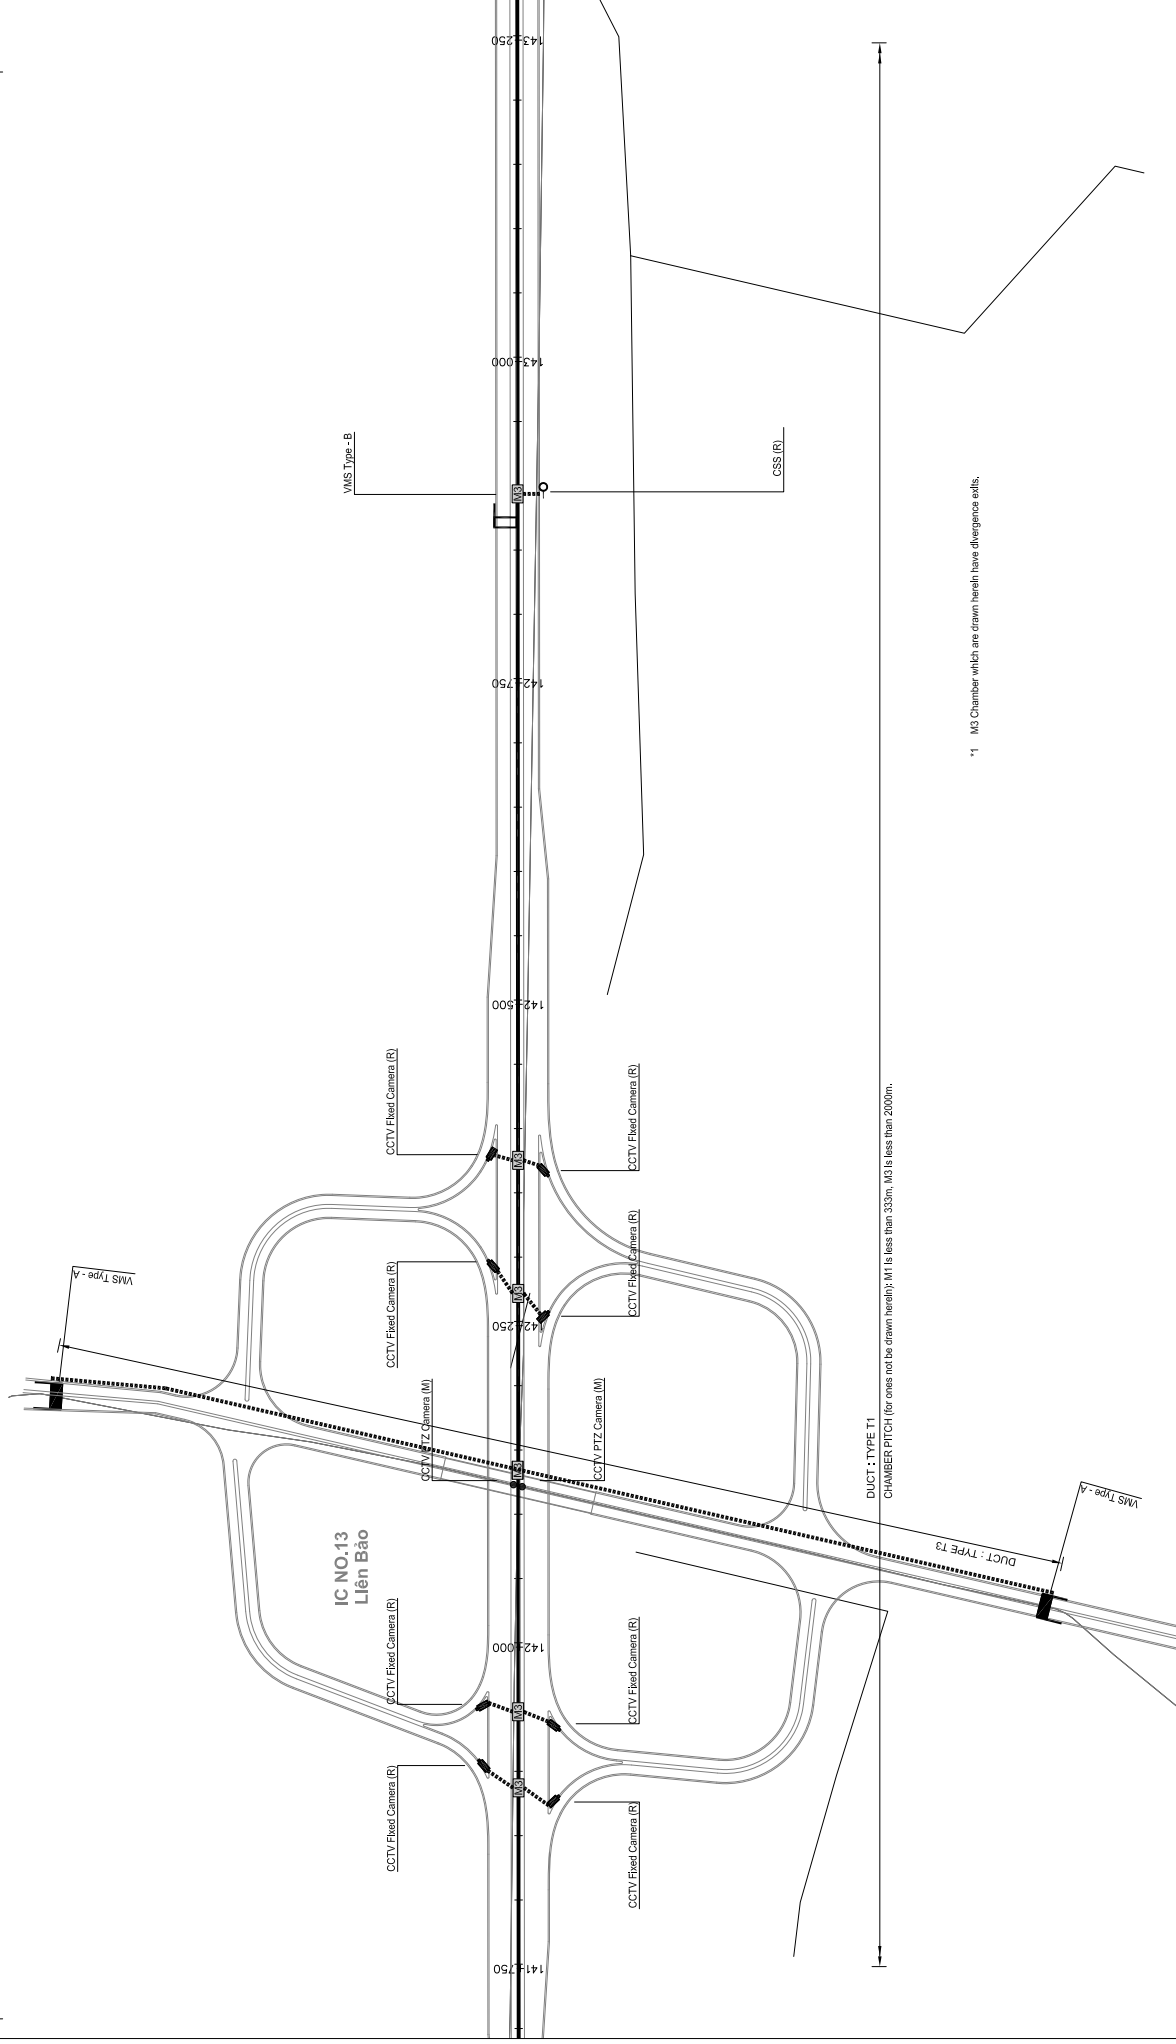 143+250
143+000
VMS Type - B
CSS (R)
M3
142+750
*1 M3 Chamber which are drawn herein have divergence exits.
142+500
CCTV Fixed Camera (R)
CCTV Fixed Camera (R)
M3
CCTV Fixed Camera (R)
CCTV Fixed Camera (R)
M3
142+250
VMS Type - A
CCTV PTZ Camera (M)
CCTV PTZ Camera (M)
M3
DUCT : TYPE T1
CHAMBER PITCH (for ones not be drawn herein): M1 is less than 333m, M3 is less than 2000m.
VMS Type - A
DUCT : TYPE T3
IC NO.13
Liên Bảo
142+000
CCTV Fixed Camera (R)
CCTV Fixed Camera (R)
M3
CCTV Fixed Camera (R)
CCTV Fixed Camera (R)
M3
141+750